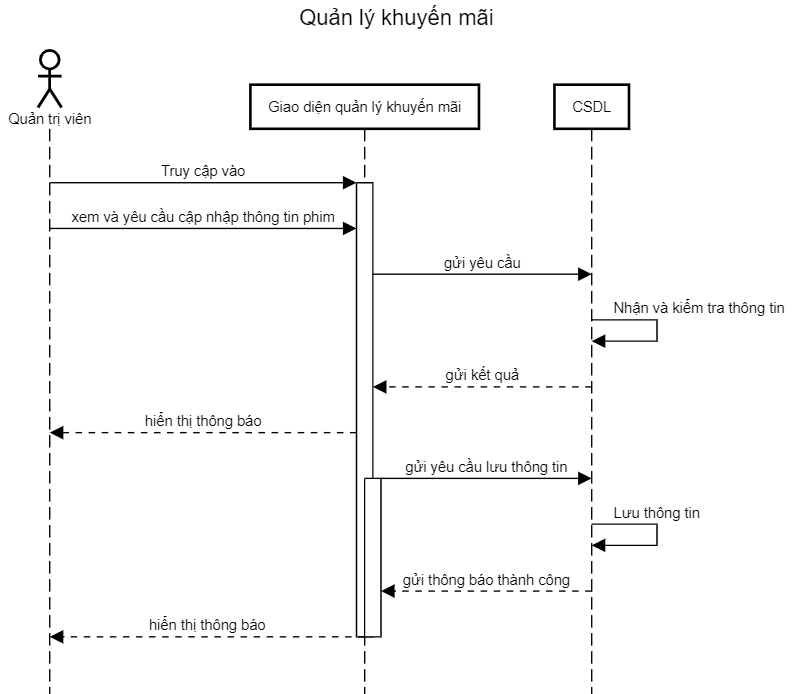 Quản lý khuyến mãi
Quản trị viên
Giao diện quản lý khuyến mãi
CSDL
Truy cập vào
xem và yêu cầu cập nhập thông tin phim
gửi yêu cầu
Nhận và kiểm tra thông tin
gửi kết quả
hiển thị thông báo
gửi yêu cầu lưu thông tin
Lưu thông tin
gửi thông báo thành công
hiển thị thông báo